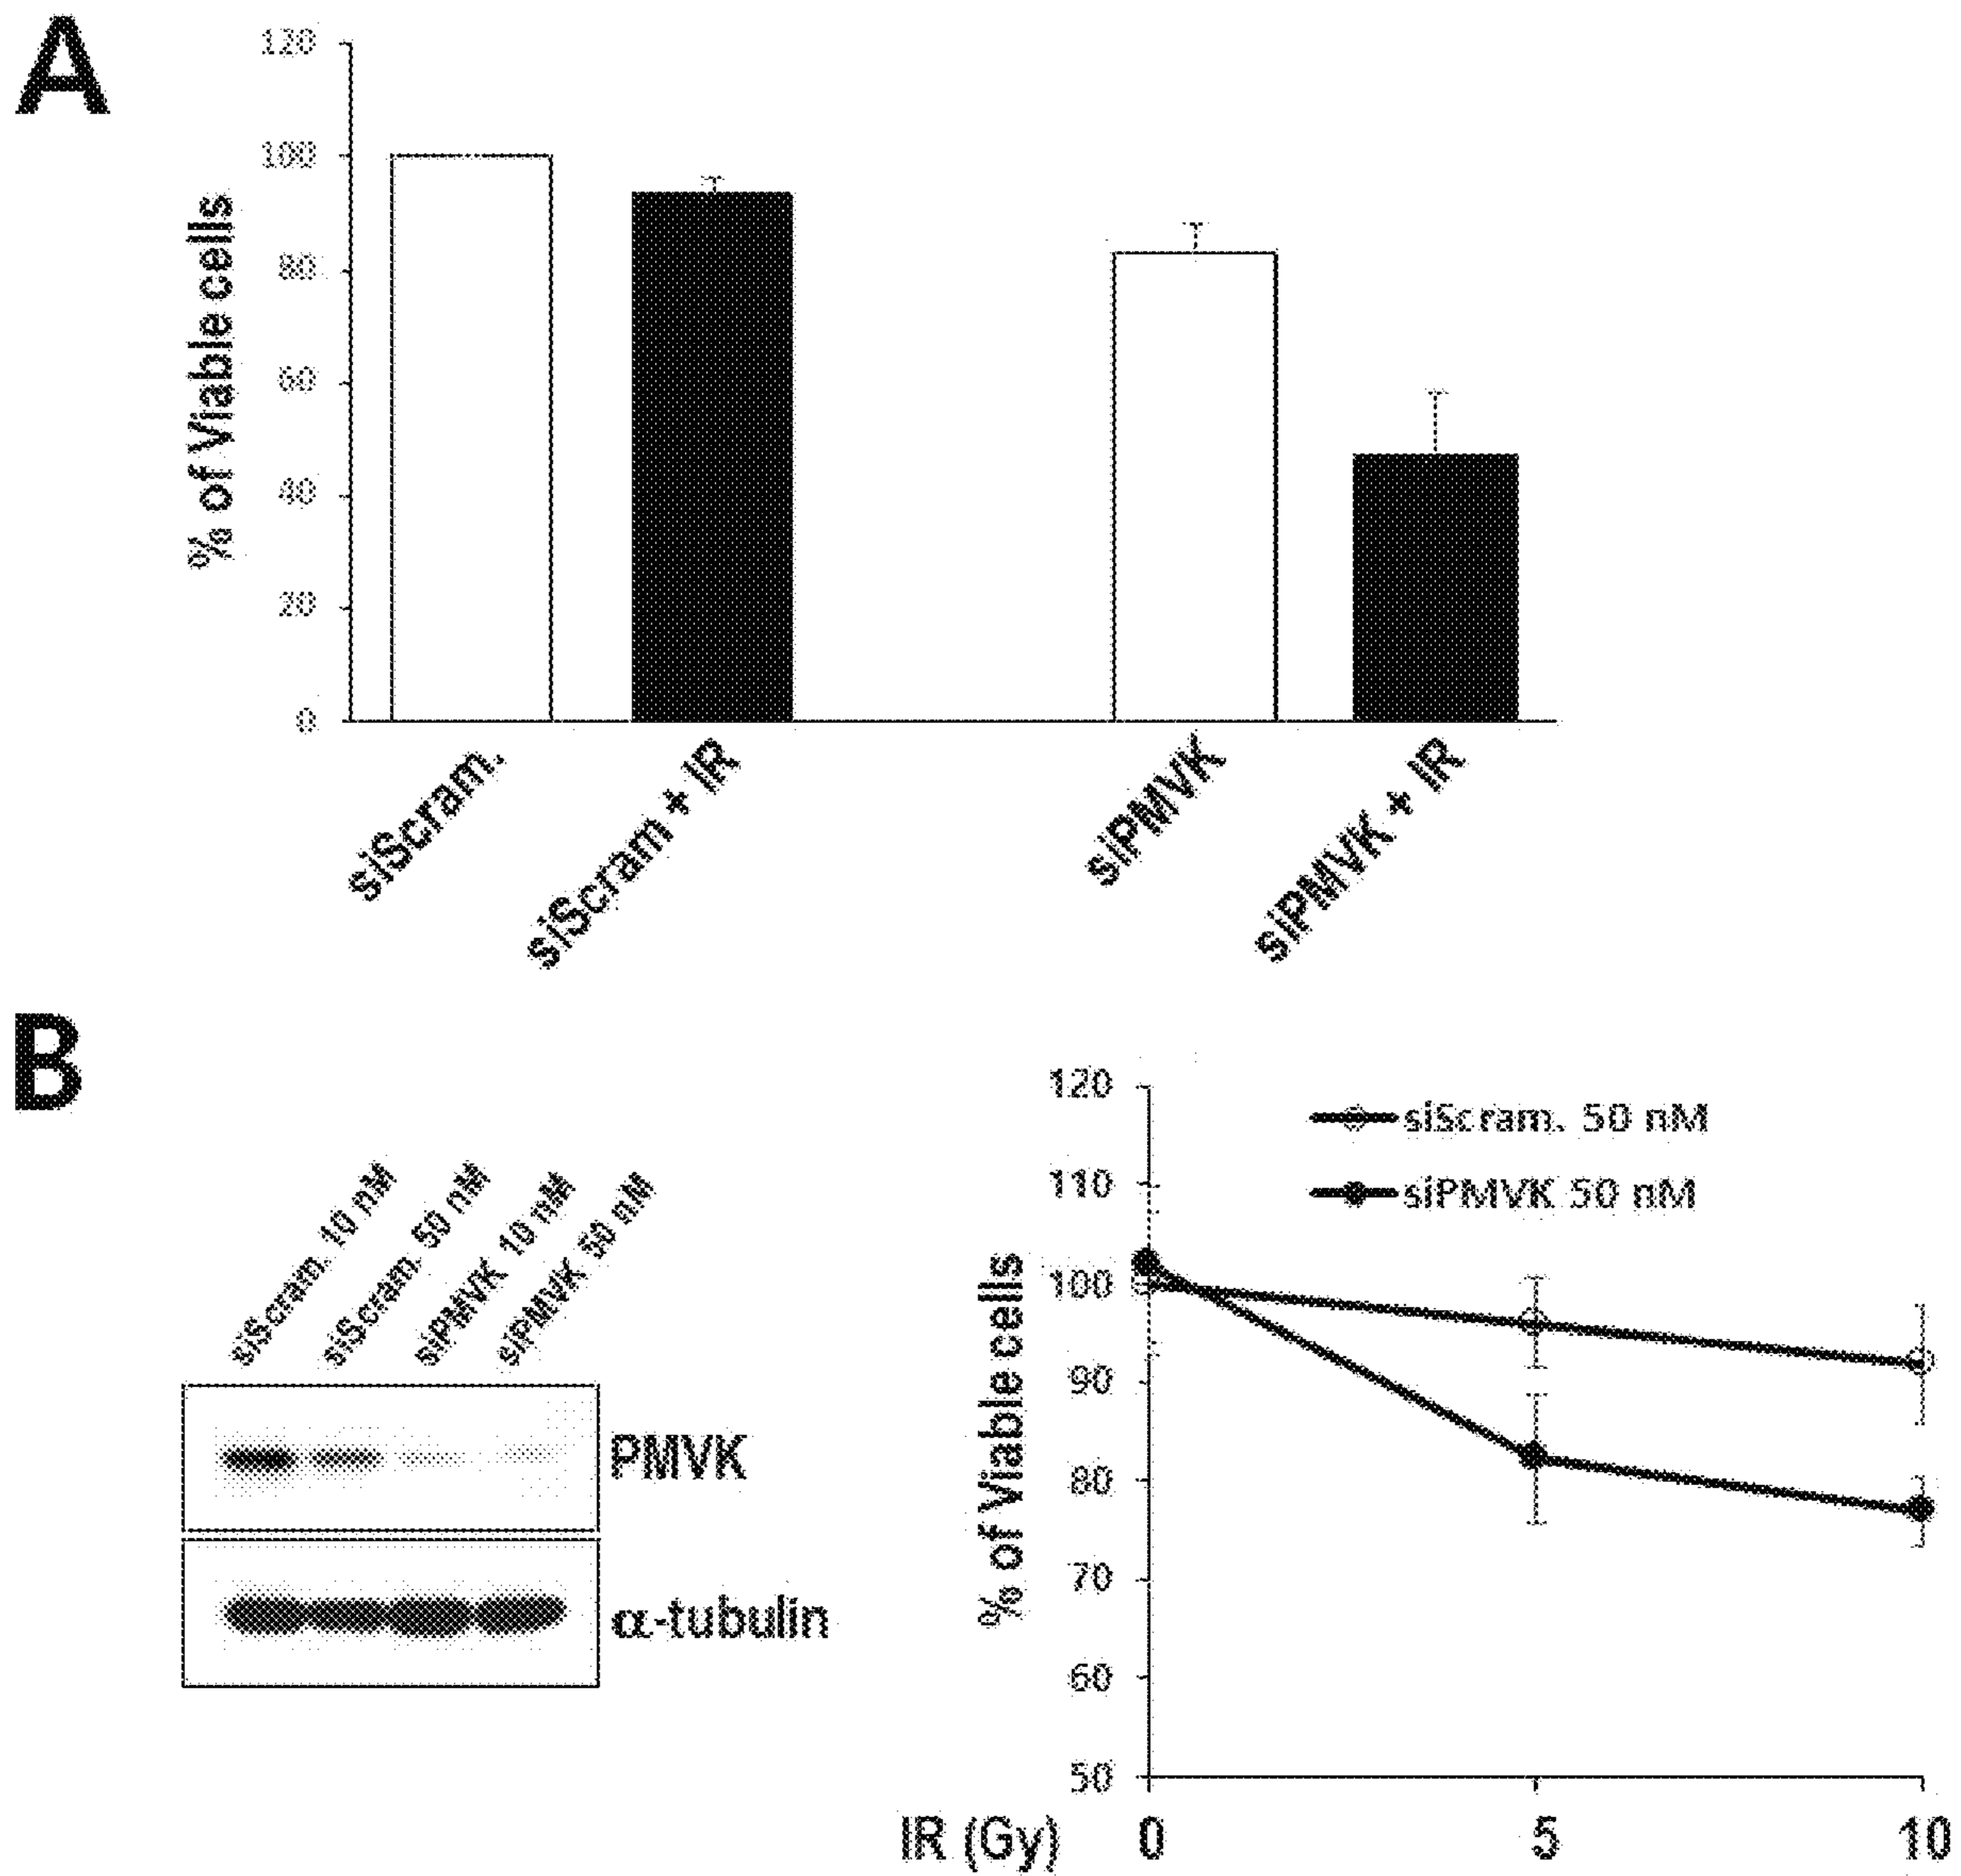 A
120
100
80
60
40
20
0
% of Viable cells
siScram.
siScram + IR
siPMVK
siPMVK + IR
B
siScram. 10 nM
siScram. 50 nM
siPMVK 10 nM
siPMVK 50 nM
PMVK
α-tubulin
siScram. 50 nM
siPMVK 50 nM
120
110
100
90
80
70
60
50
% of Viable cells
IR (Gy) 0 5 10